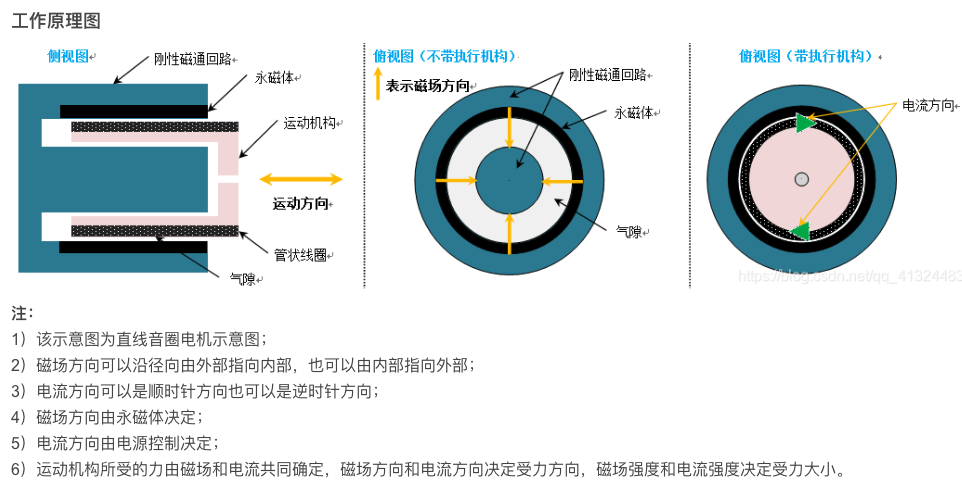 工作原理图
侧视图
刚性磁通回路
永磁体
运动机构
运动方向
管状线圈
气隙
俯视图（不带执行机构）
表示磁场方向
刚性磁通回路
永磁体
气隙
俯视图（带执行机构）
电流方向
https://blog.csdn.net/qq_41324483
注：
1）该示意图为直线音圈电机示意图；
2）磁场方向可以沿径向由外部指向内部，也可以由内部指向外部；
3）电流方向可以是顺时针方向也可以是逆时针方向；
4）磁场方向由永磁体决定；
5）电流方向由电源控制决定；
6）运动机构所受的力由磁场和电流共同确定，磁场方向和电流方向决定受力方向，磁场强度和电流强度决定受力大小。